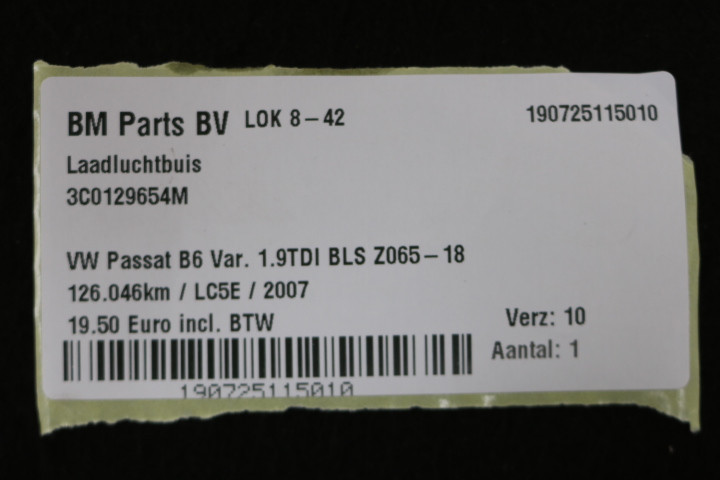 BM Parts BV LOK 8-42 190725115010
Laadluchtbuis
3C0129654M
VW Passat B6 Var. 1.9TDI BLS Z065-18
126.046km / LC5E / 2007
19.50 Euro incl. BTW Verz: 10
Aantal: 1
190725115010